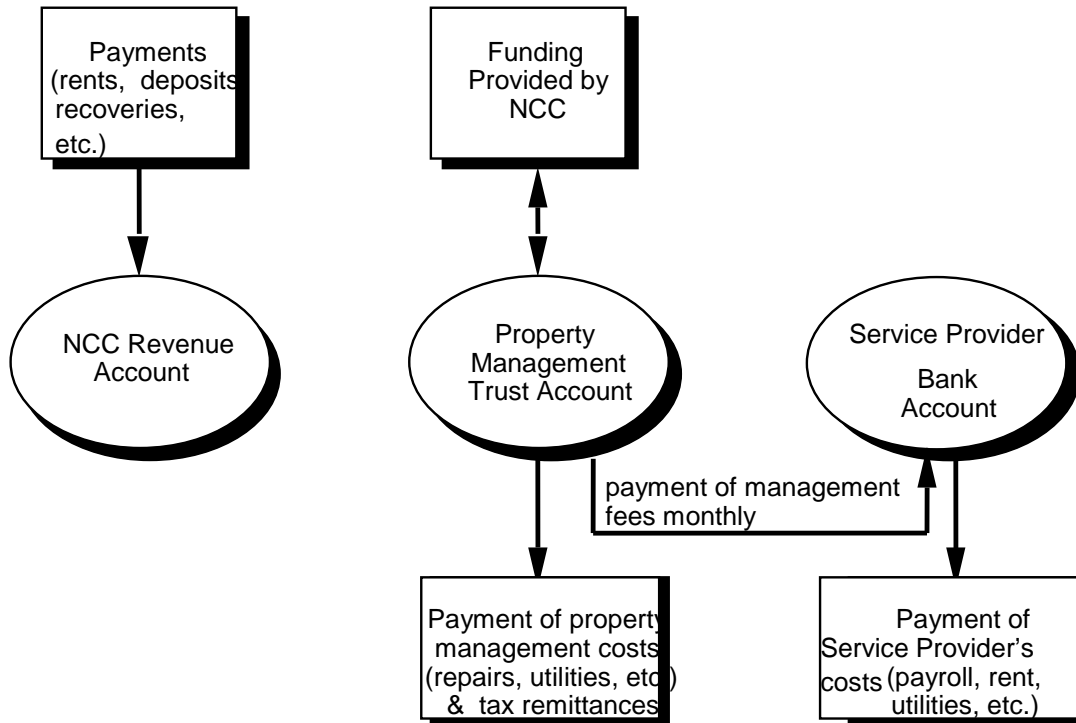 Payments
(rents, deposits
recoveries,
etc.)
Funding
Provided by
NCC
NCC Revenue
Account
Property
Management
Trust Account
Service Provider
Bank
Account
payment of management
fees monthly
Payment of property
management costs
(repairs, utilities, etc.)
& tax remittances
Payment of
Service Provider's
costs (payroll, rent,
utilities, etc.)